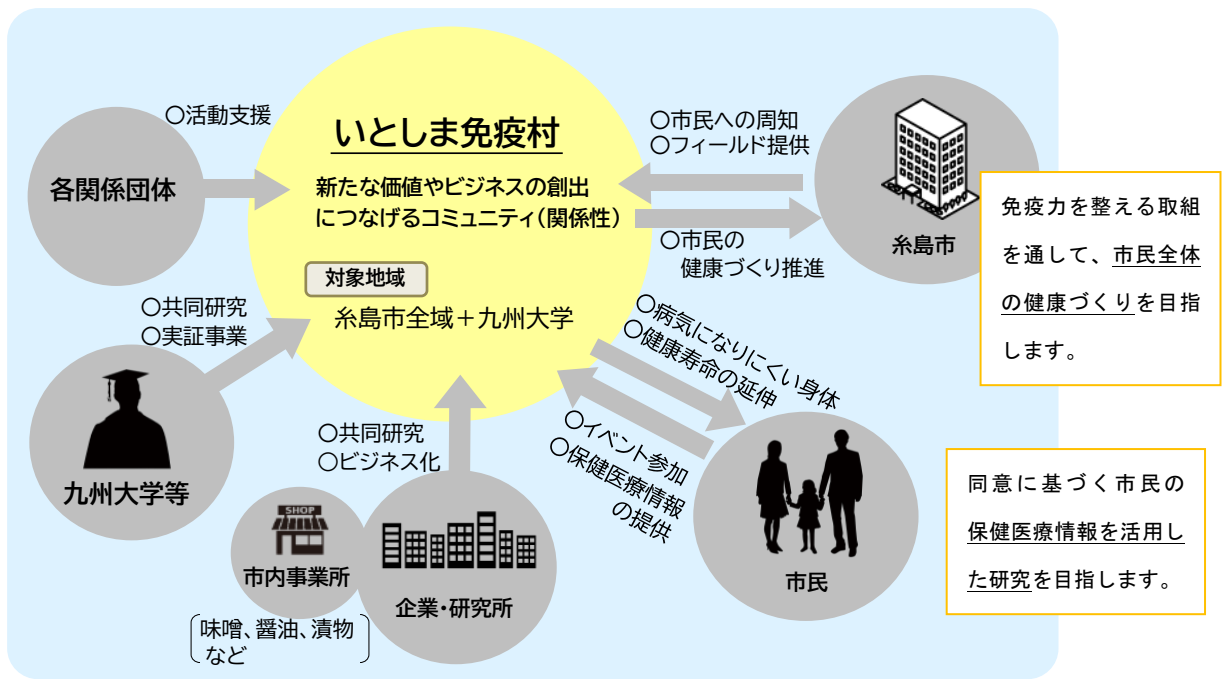 いとしま免疫村
新たな価値やビジネスの創出
につなげるコミュニティ(関係性)
対象地域
糸島市全域＋九州大学
○活動支援
各関係団体
○共同研究
○実証事業
九州大学等
○共同研究
○ビジネス化
SHOP
市内事業所
味噌、醤油、漬物
など
企業・研究所
○市民への周知
○フィールド提供
○市民の
健康づくり推進
糸島市
○病気になりにくい身体
○健康寿命の延伸
○イベント参加
○保健医療情報
の提供
市民
免疫力を整える取組
を通して、市民全体
の健康づくりを目指
します。
同意に基づく市民の
保健医療情報を活用し
た研究を目指します。